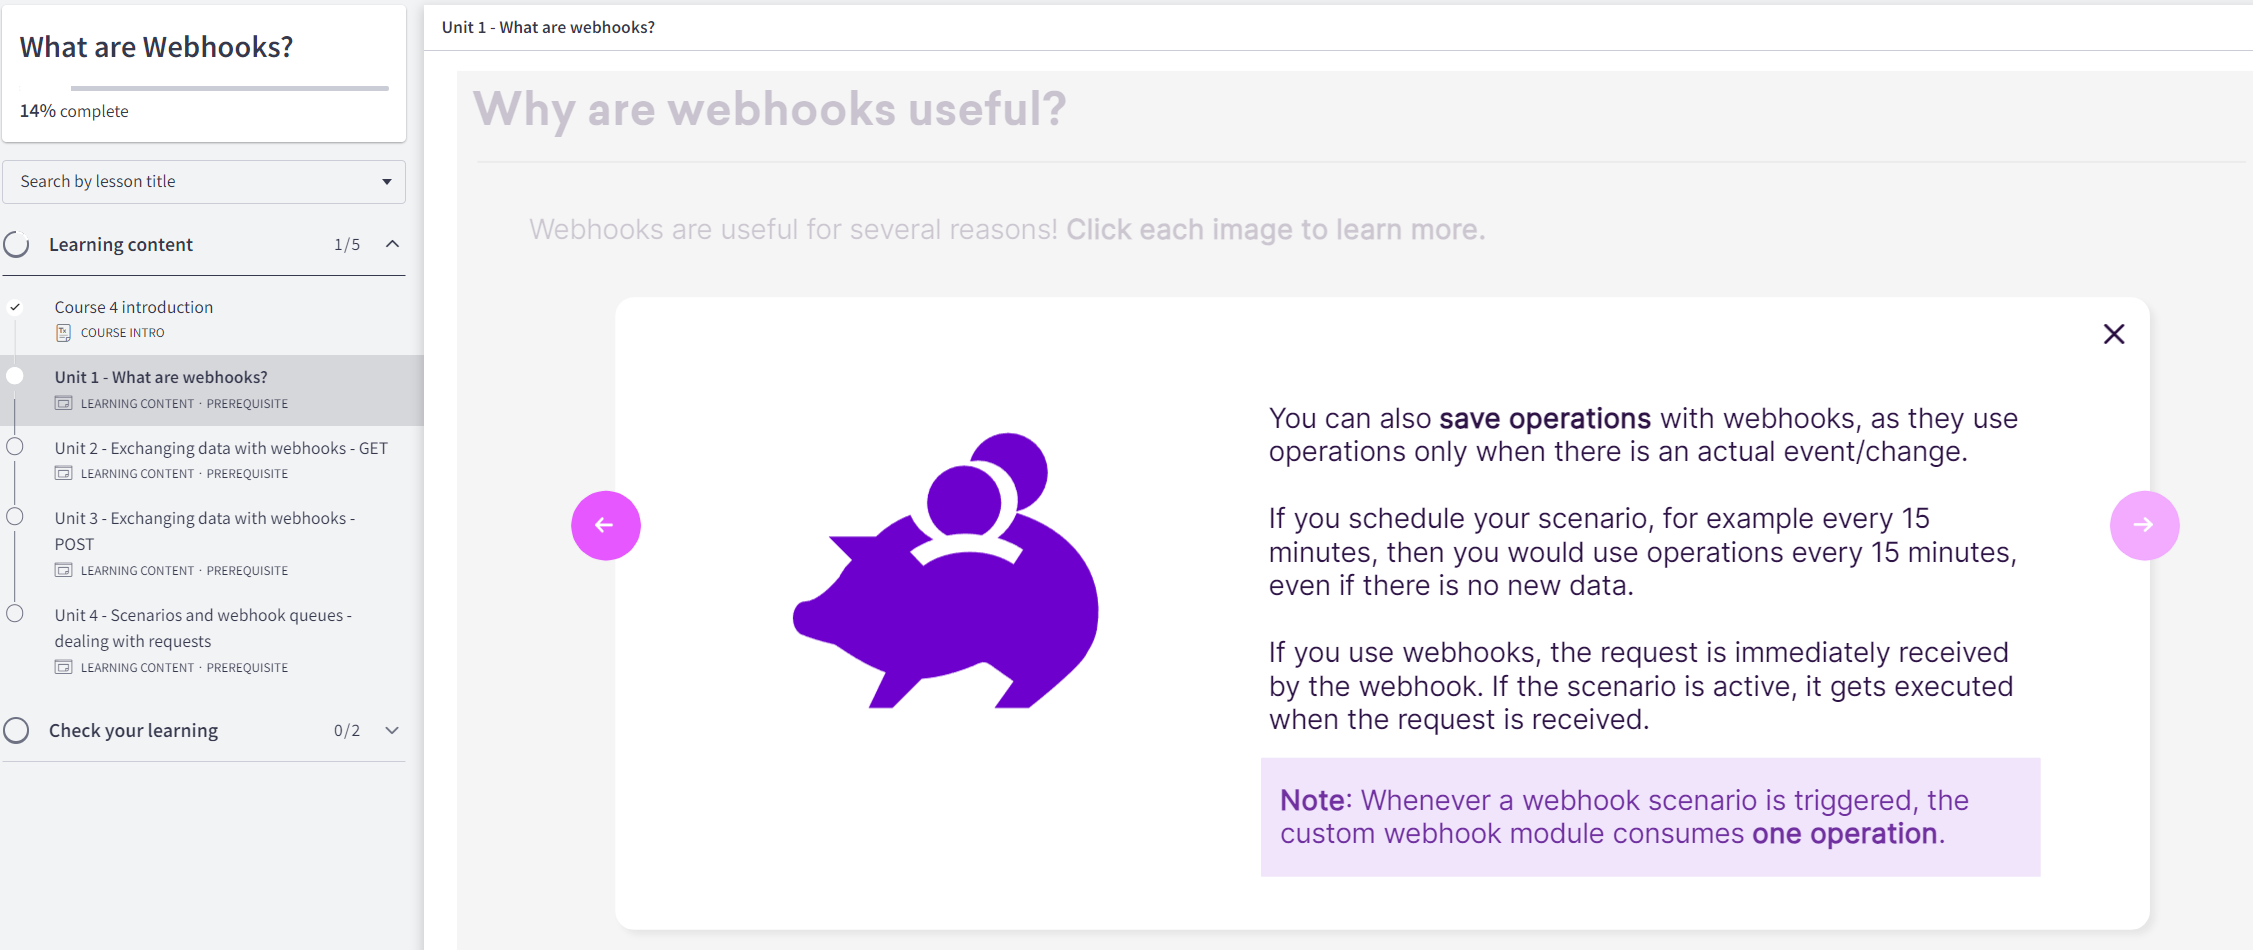 What are Webhooks?
14% complete
Search by lesson title
Learning content 1/5
Course 4 introduction
COURSE INTRO
Unit 1 - What are webhooks?
LEARNING CONTENT · PREREQUISITE
Unit 2 - Exchanging data with webhooks - GET
LEARNING CONTENT · PREREQUISITE
Unit 3 - Exchanging data with webhooks -
POST
LEARNING CONTENT · PREREQUISITE
Unit 4 - Scenarios and webhook queues -
dealing with requests
LEARNING CONTENT · PREREQUISITE
Check your learning 0/2
Unit 1 - What are webhooks?
Why are webhooks useful?
Webhooks are useful for several reasons! Click each image to learn more.
You can also save operations with webhooks, as they use
operations only when there is an actual event/change.
If you schedule your scenario, for example every 15
minutes, then you would use operations every 15 minutes,
even if there is no new data.
If you use webhooks, the request is immediately received
by the webhook. If the scenario is active, it gets executed
when the request is received.
Note: Whenever a webhook scenario is triggered, the
custom webhook module consumes one operation.